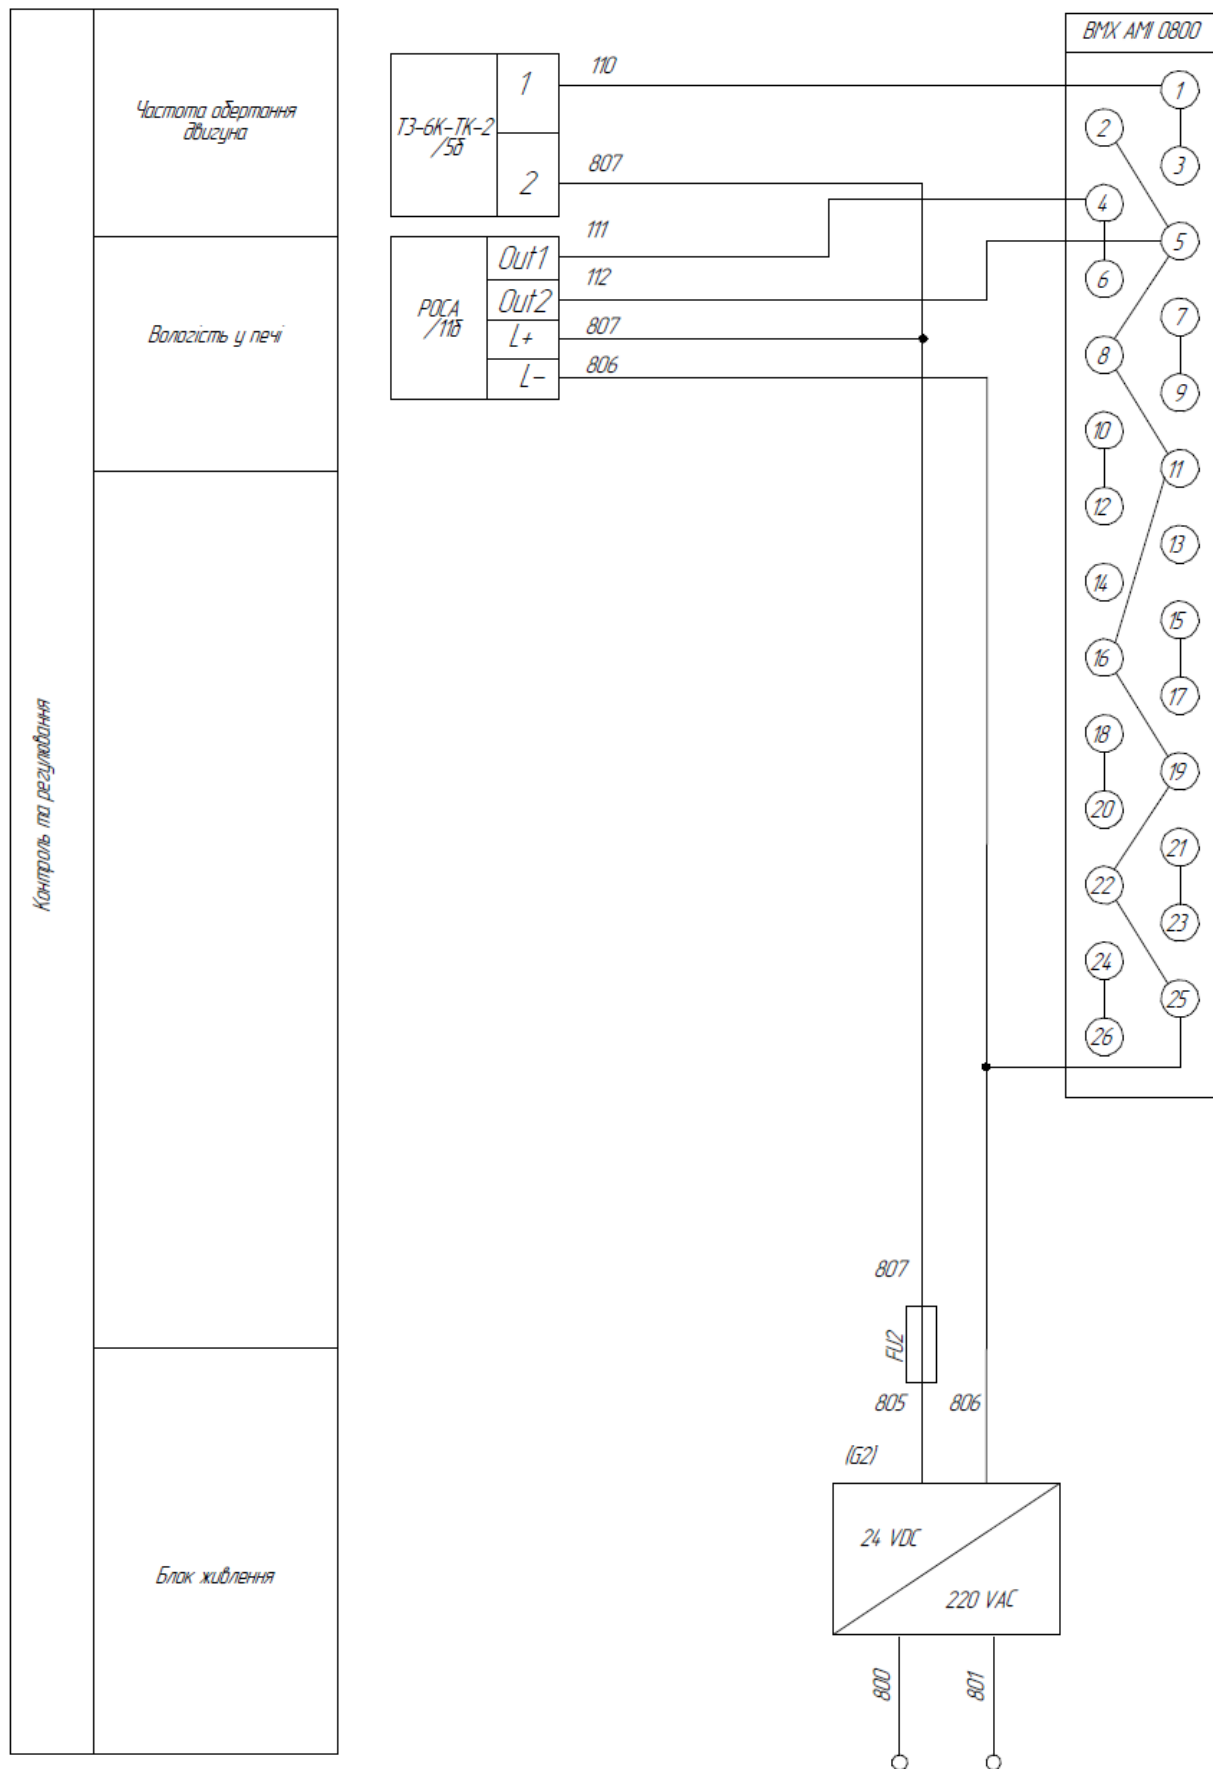 Контроль та регулювання
Частота обертання
двигуна
Вологість у печі
Блок живлення
ТЗ-6К-ТК-2
/5б
1
2
110
807
РОСА
/11б
Out1
Out2
L+
L-
111
112
807
806
BMX AMI 0800
1
2
3
4
5
6
7
8
9
10
11
12
13
14
15
16
17
18
19
20
21
22
23
24
25
26
807
FU2
805
806
(G2)
24 VDC
220 VAC
800
801